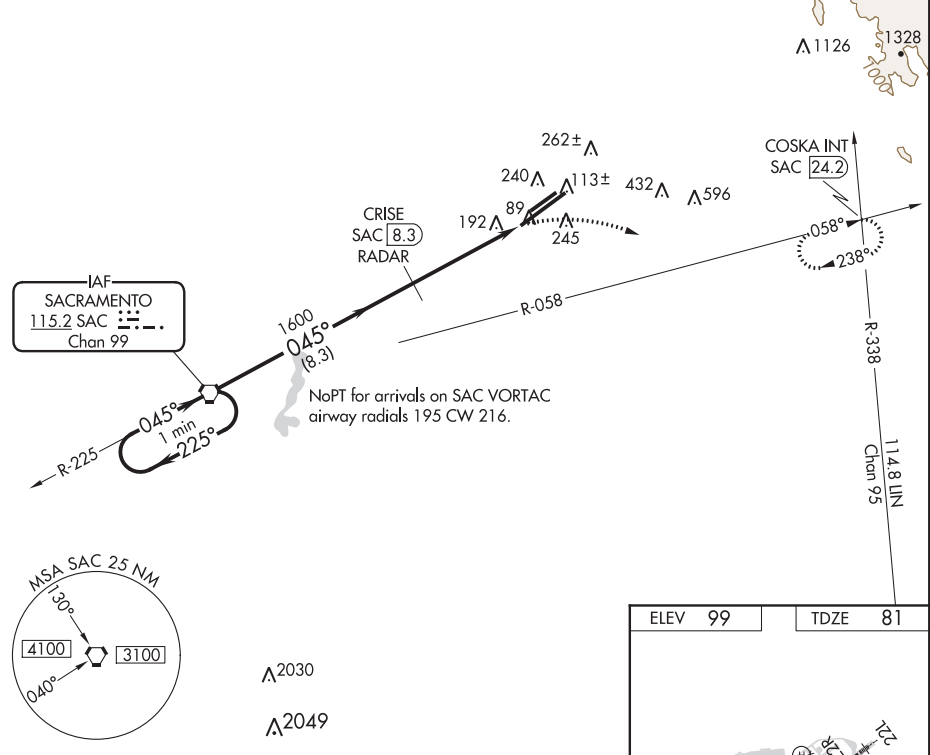 1126
1328
1000
262±
COSKA INT
SAC 24.2
240
113±
432
596
89
192
245
CRISE
SAC 8.3
RADAR
058°
238°
IAF
SACRAMENTO
115.2 SAC
Chan 99
1600
045°
(8.3)
R-058
R-338
NoPT for arrivals on SAC VORTAC
airway radials 195 CW 216.
045°
1 min
225°
R-225
114.8 LIN
Chan 95
MSA SAC 25 NM
130°
4100
3100
040°
2030
2049
ELEV 99
TDZE 81
22L
22R